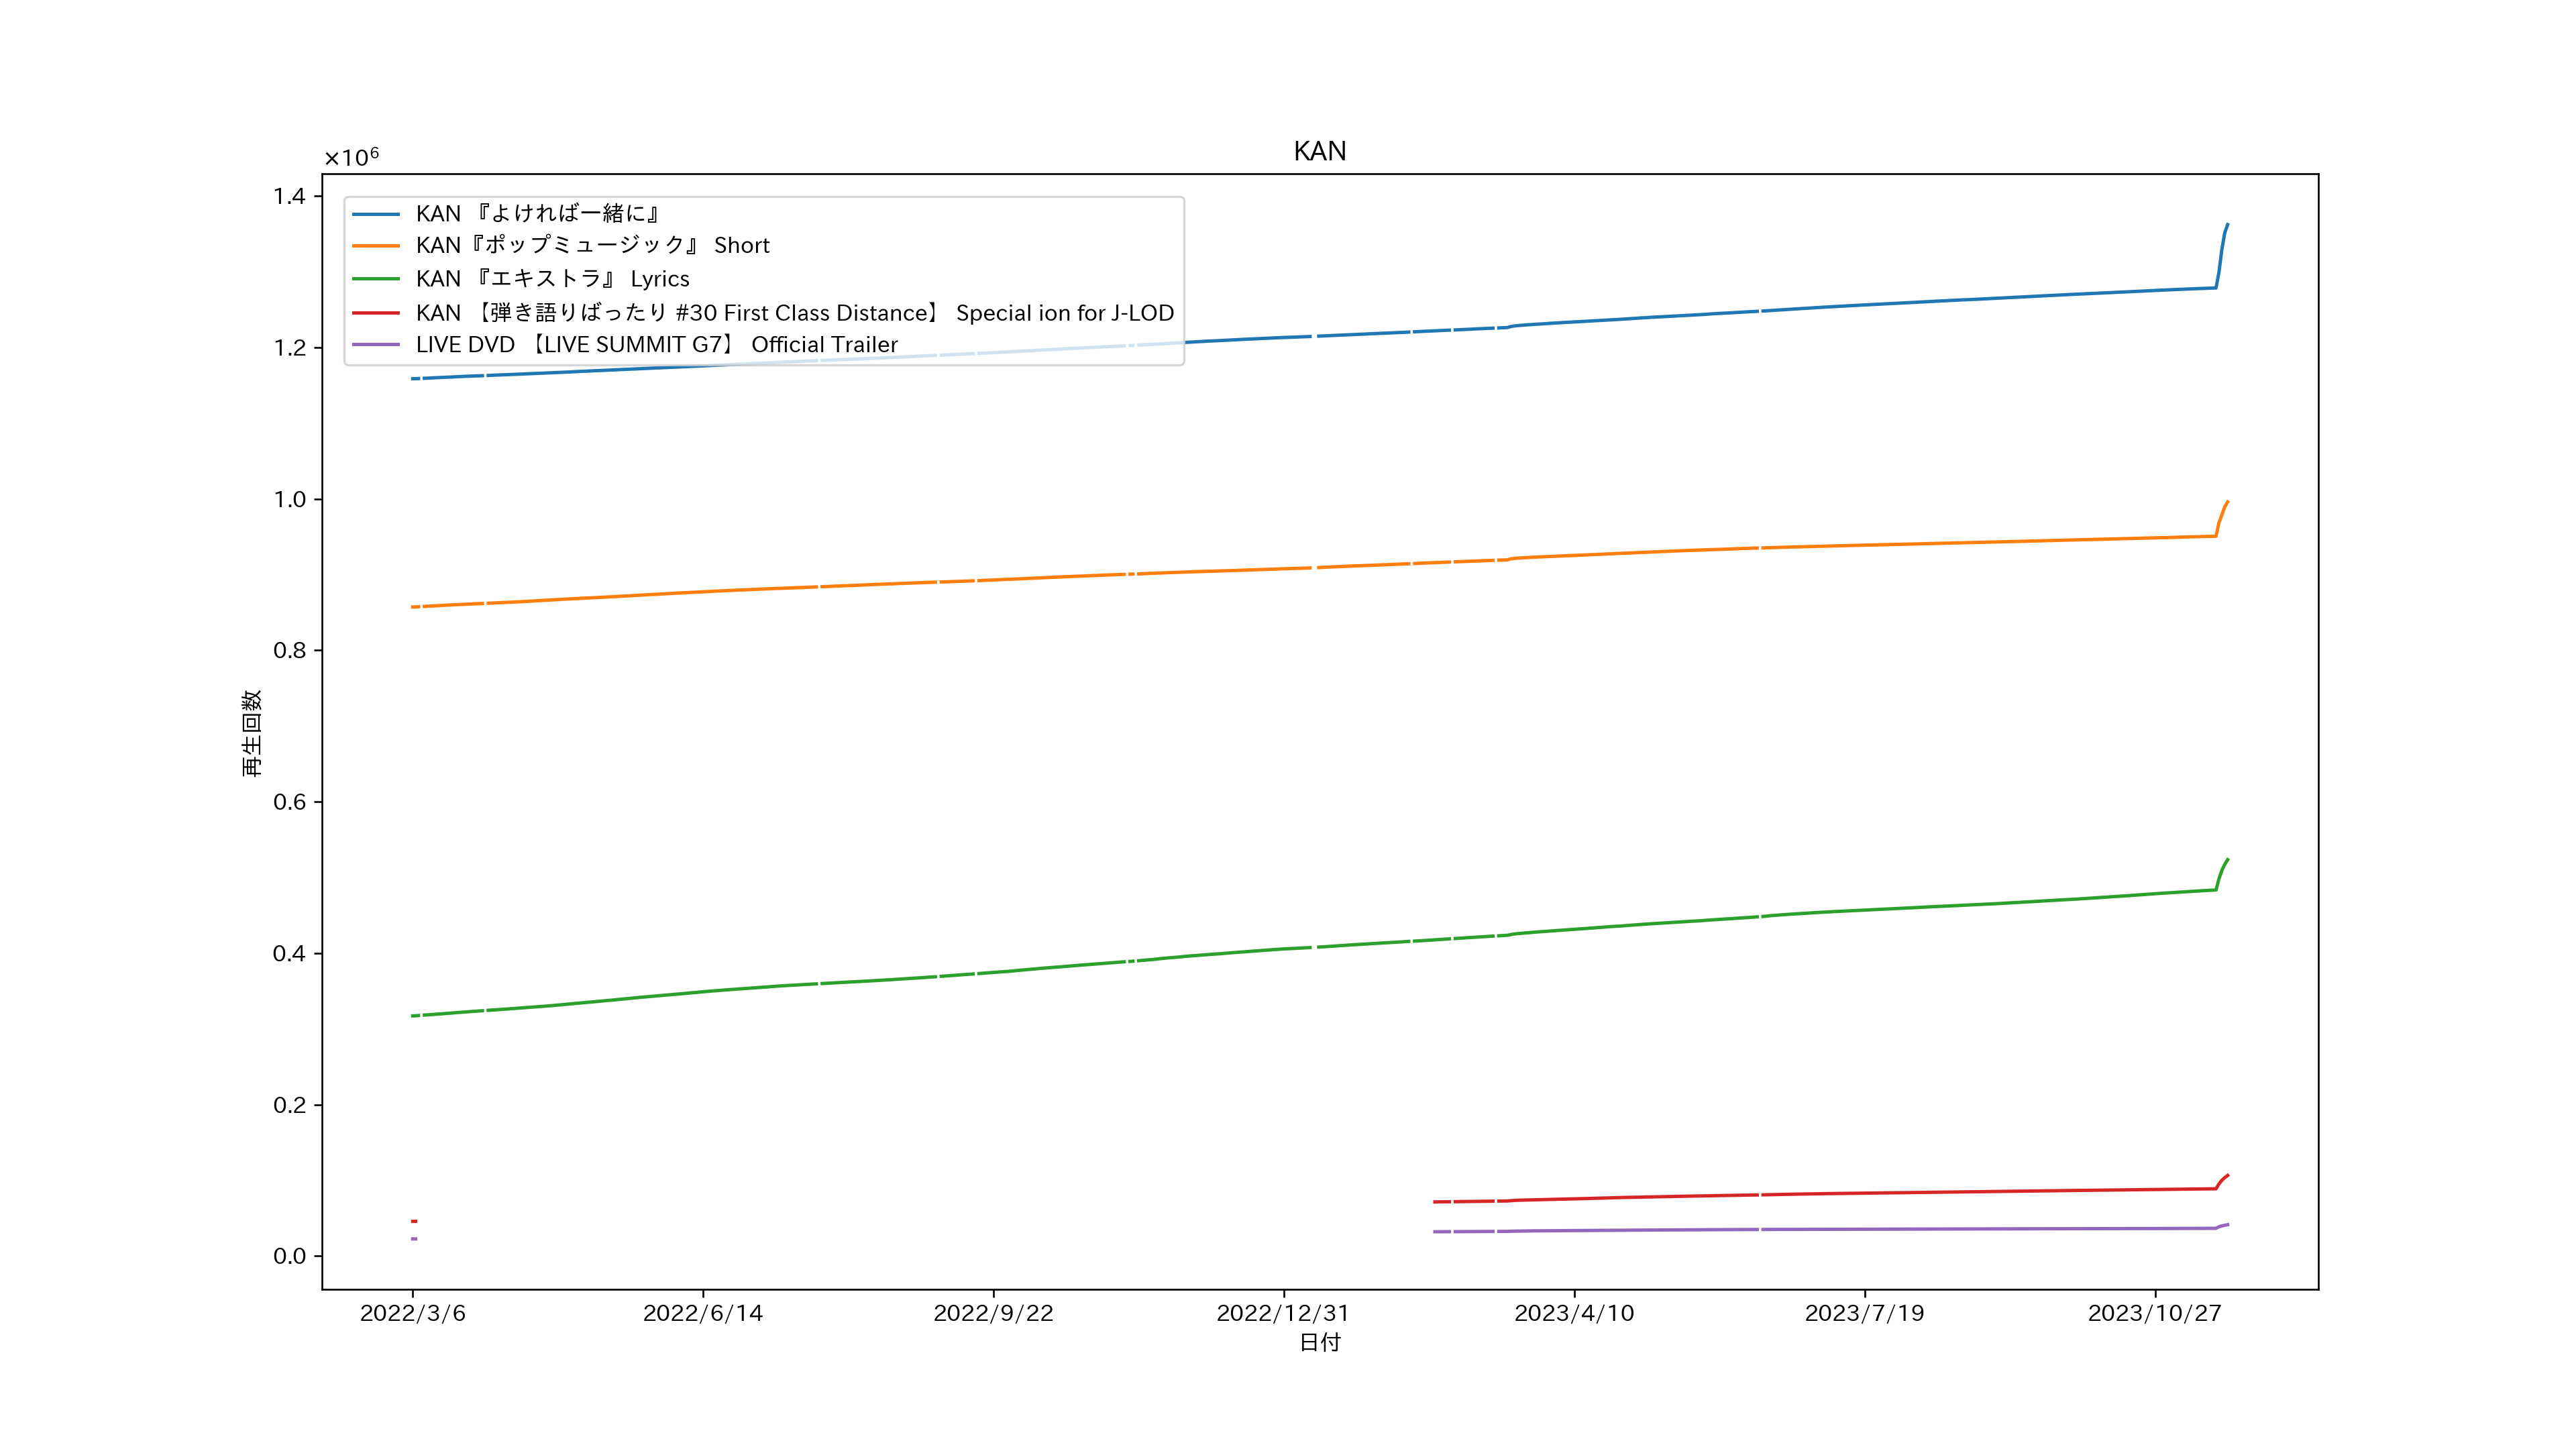 KAN
×10⁶
1.4
1.2
1.0
0.8
0.6
0.4
0.2
0.0
再生回数
KAN 『よければ一緒に』
KAN『ポップミュージック』 Short
KAN 『エキストラ』 Lyrics
KAN 【弾き語りばったり #30 First Class Distance】 Special ion for J-LOD
LIVE DVD 【LIVE SUMMIT G7】 Official Trailer
2022/3/6 2022/6/14 2022/9/22 2022/12/31 2023/4/10 2023/7/19 2023/10/27
日付